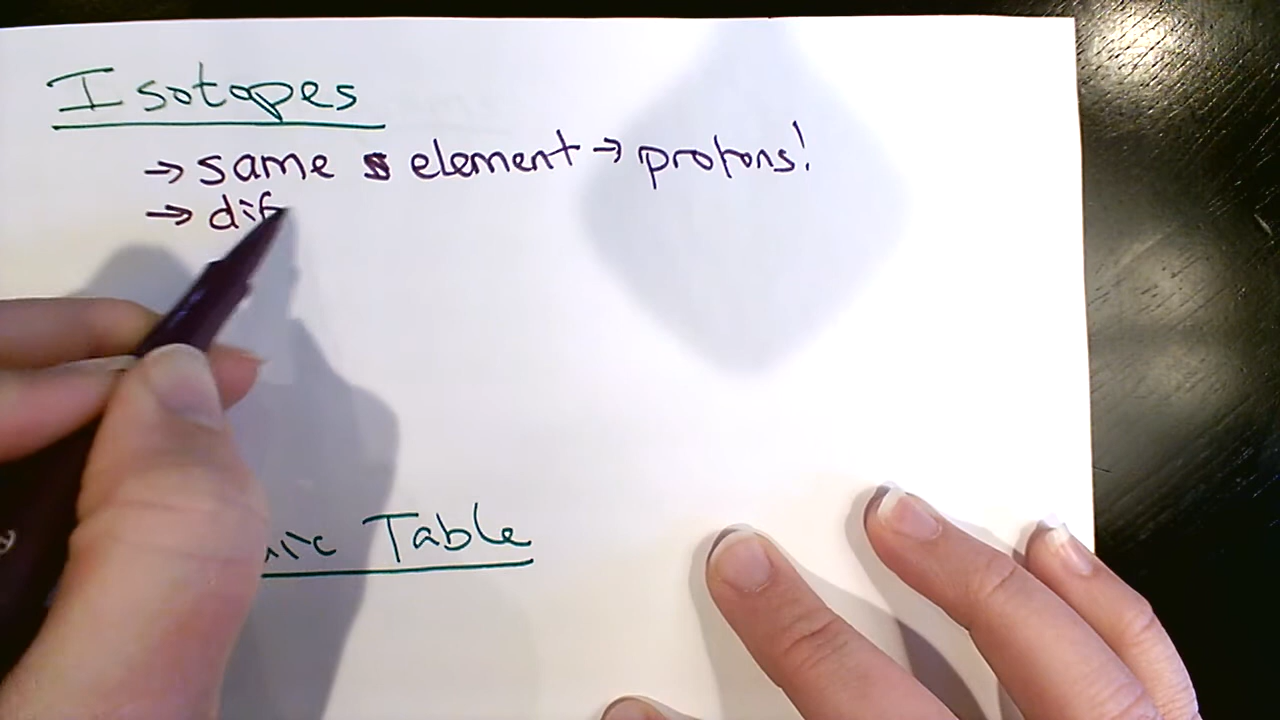 Isotopes
→ same element → protons!
→ dif
Table